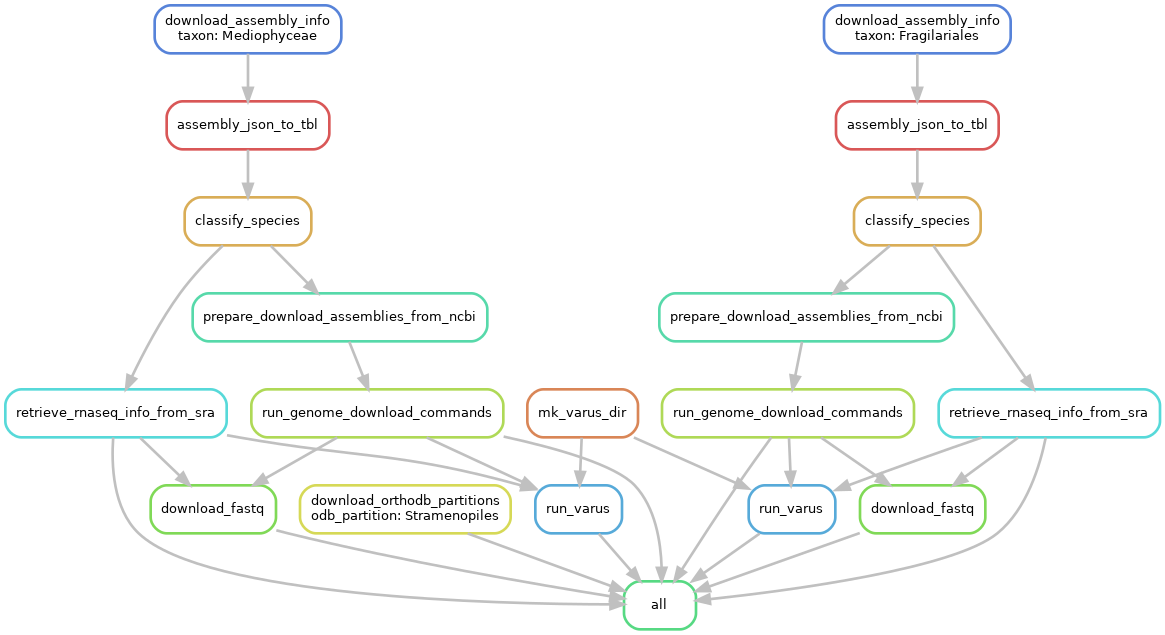 download_assembly_info
taxon: Mediophyceae
download_assembly_info
taxon: Fragilariales
assembly_json_to_tbl
assembly_json_to_tbl
classify_species
classify_species
prepare_download_assemblies_from_ncbi
prepare_download_assemblies_from_ncbi
retrieve_rnaseq_info_from_sra
run_genome_download_commands
mk_varus_dir
run_genome_download_commands
retrieve_rnaseq_info_from_sra
download_fastq
download_orthodb_partitions
odb_partition: Stramenopiles
run_varus
run_varus
download_fastq
all